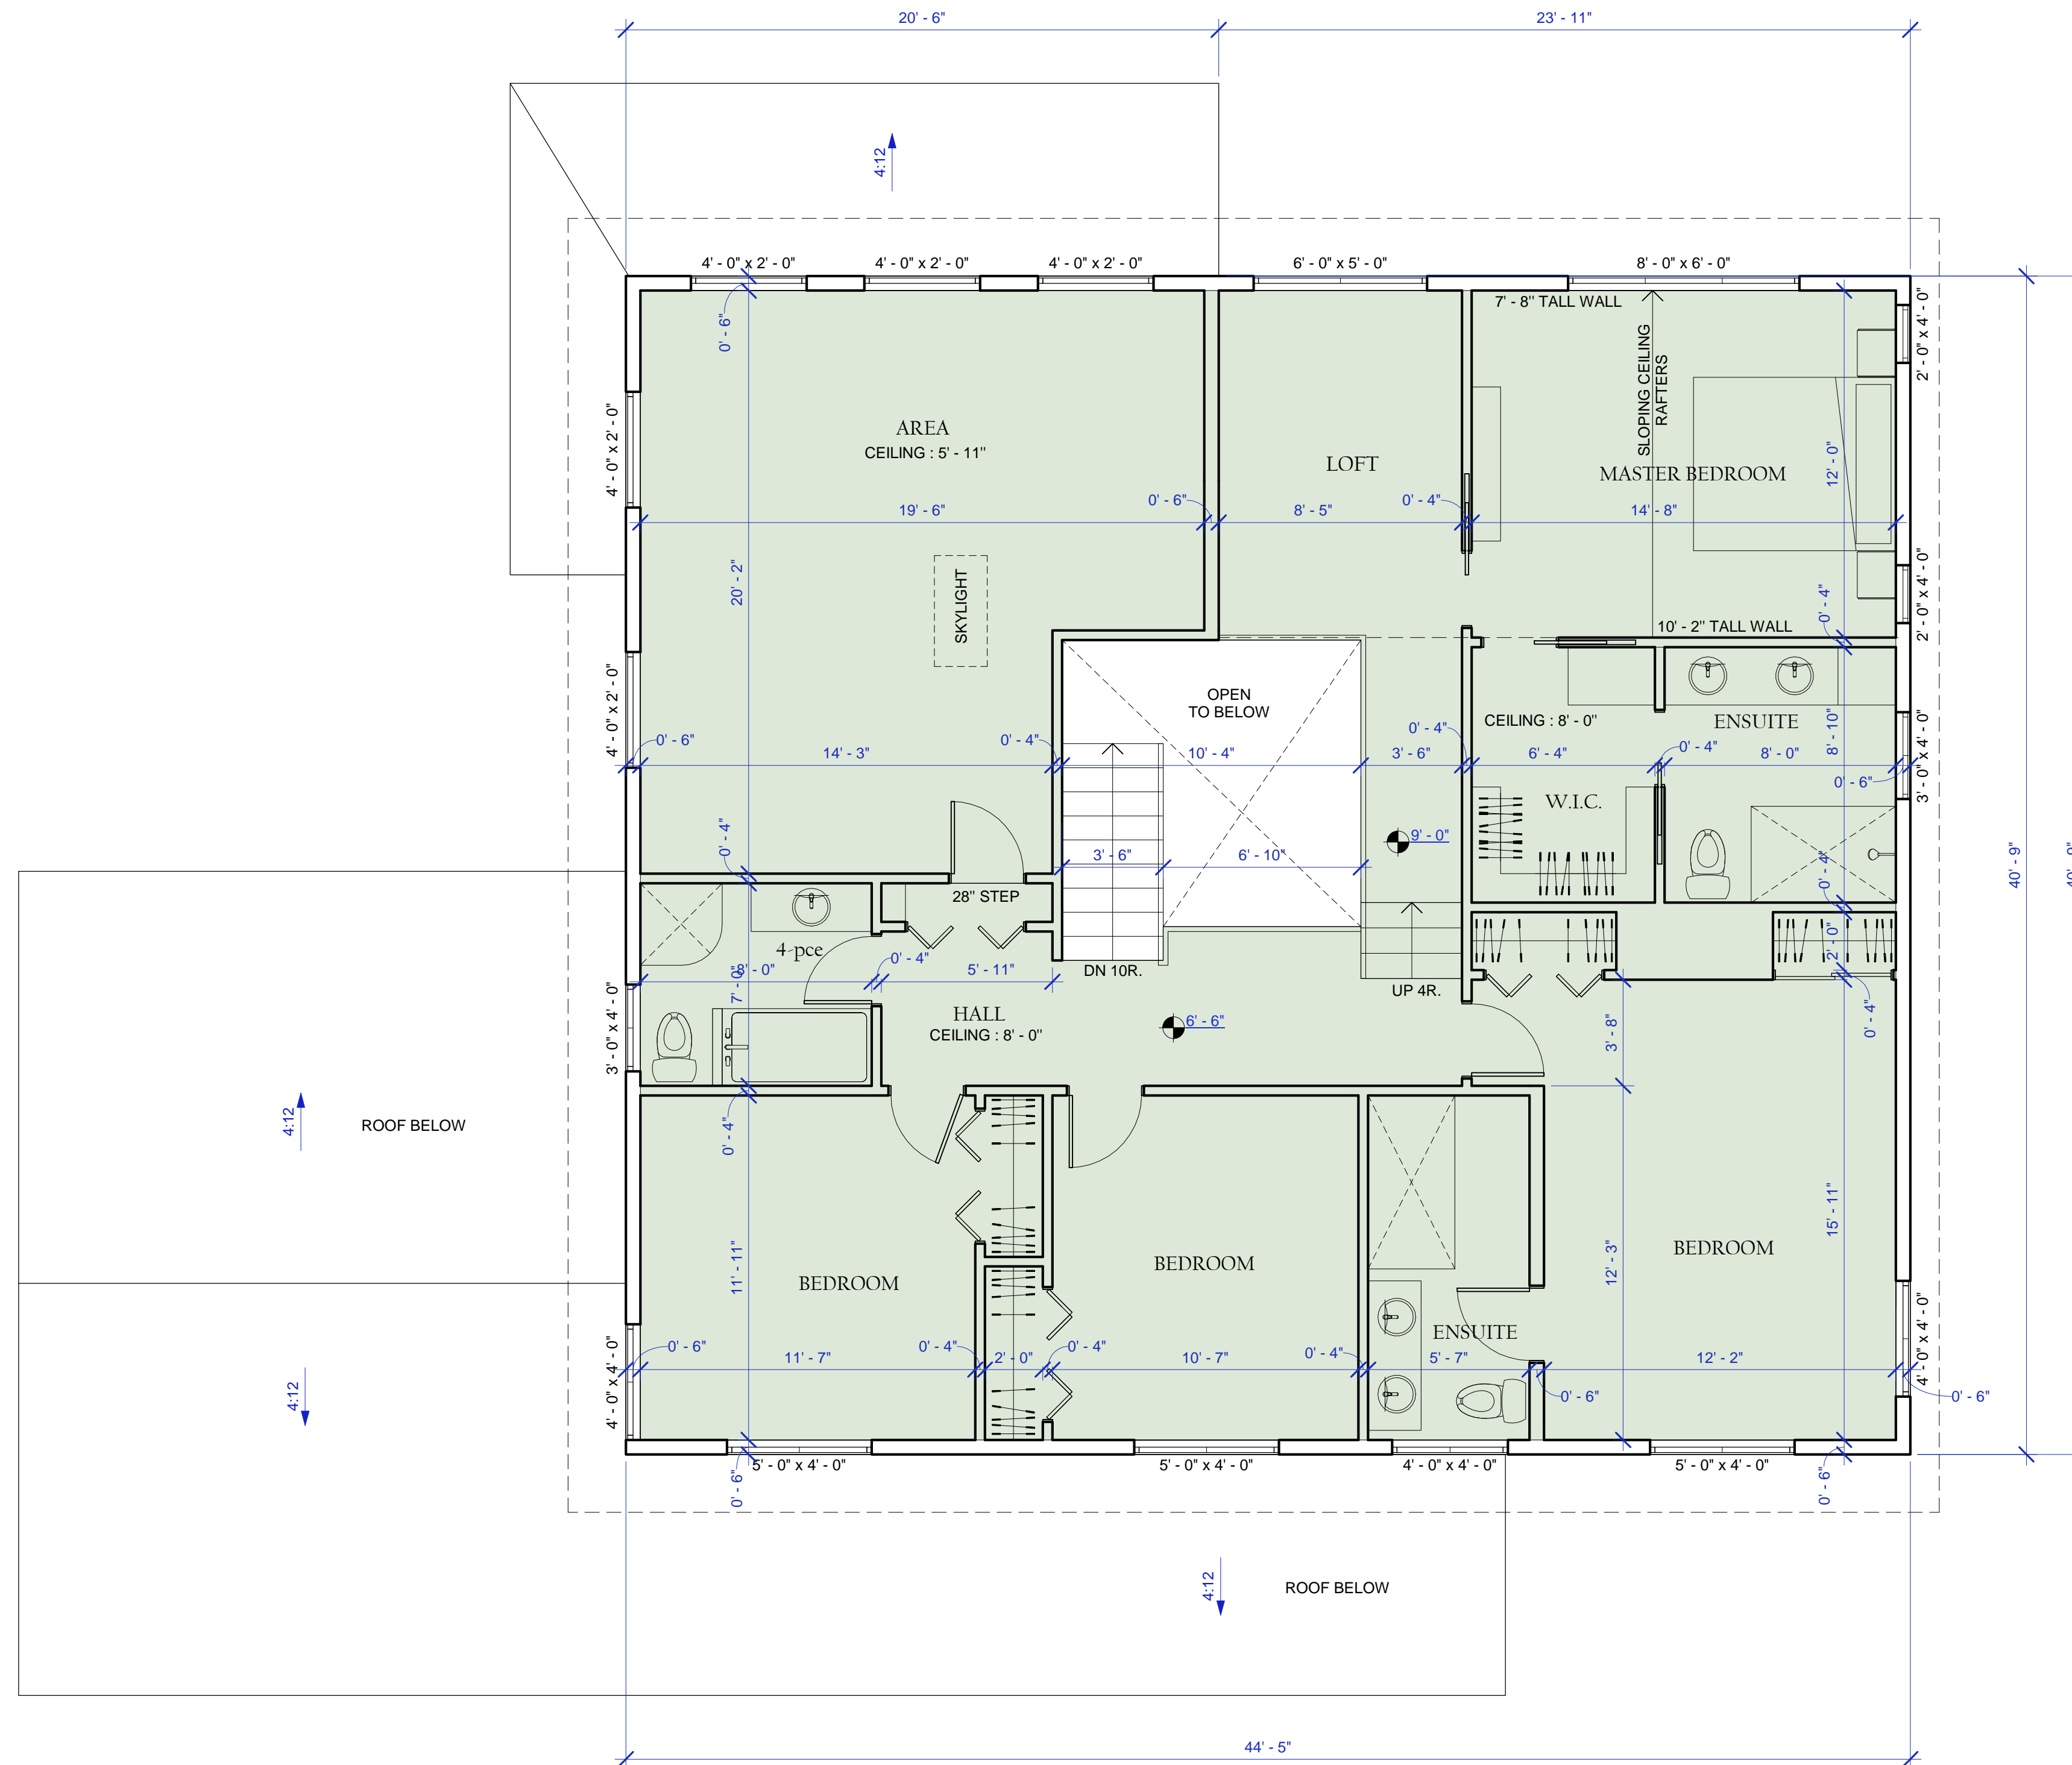 20' - 6"
23' - 11"
4:12
4' - 0" x 2' - 0"
4' - 0" x 2' - 0"
4' - 0" x 2' - 0"
6' - 0" x 5' - 0"
8' - 0" x 6' - 0"
0' - 6"
7' - 8" TALL WALL
SLOPING CEILING
RAFTERS
2' - 0" x 4' - 0"
4' - 0" x 2' - 0"
AREA
CEILING : 5' - 11"
LOFT
MASTER BEDROOM
12' - 0"
19' - 6"
0' - 6"
8' - 5"
0' - 4"
14' - 8"
20' - 2"
SKYLIGHT
0' - 4"
2' - 0" x 4' - 0"
10' - 2" TALL WALL
4' - 0" x 2' - 0"
OPEN
TO BELOW
CEILING : 8' - 0"
ENSUITE
8' - 10"
3' - 0" x 4' - 0"
0' - 6"
14' - 3"
0' - 4"
10' - 4"
0' - 4"
3' - 6"
6' - 4"
0' - 4"
8' - 0"
0' - 6"
W.I.C.
9' - 0"
0' - 4"
3' - 6"
6' - 10"
0' - 4"
40' - 9"
28" STEP
4-pce
8' - 0"
7' - 0"
0' - 4"
5' - 11"
DN 10R.
UP 4R.
2' - 0"
0' - 4"
3' - 0" x 4' - 0"
HALL
CEILING : 8' - 0"
6' - 6"
3' - 8"
4:12
ROOF BELOW
0' - 4"
BEDROOM
11' - 11"
BEDROOM
12' - 3"
BEDROOM
15' - 11"
ENSUITE
4:12
4' - 0" x 4' - 0"
0' - 6"
11' - 7"
0' - 4"
2' - 0"
0' - 4"
10' - 7"
0' - 4"
5' - 7"
0' - 6"
12' - 2"
4' - 0" x 4' - 0"
0' - 6"
0' - 6"
5' - 0" x 4' - 0"
5' - 0" x 4' - 0"
4' - 0" x 4' - 0"
5' - 0" x 4' - 0"
0' - 6"
4:12
ROOF BELOW
44' - 5"